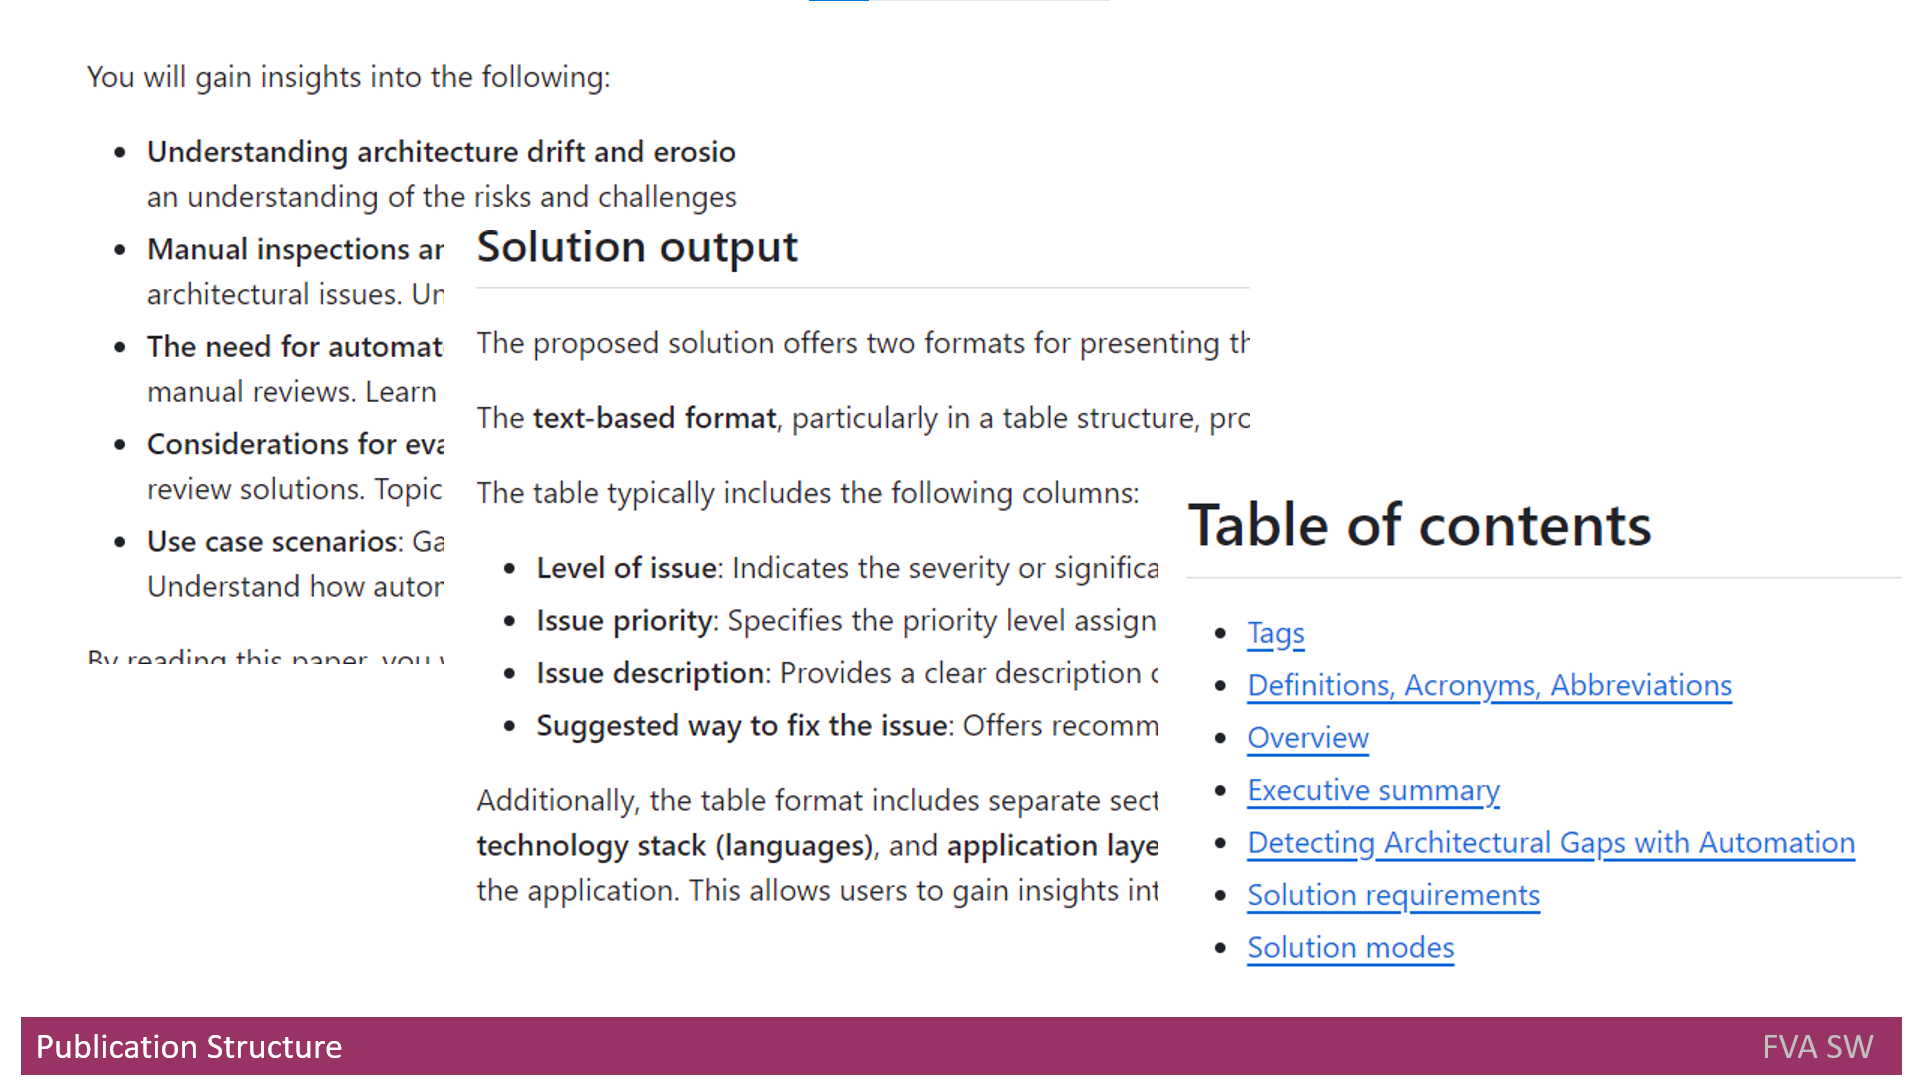 You will gain insights into the following:
Understanding architecture drift and erosio
an understanding of the risks and challenges
Manual inspections ar
architectural issues. Un
The need for automat
manual reviews. Learn
Considerations for eva
review solutions. Topic
Use case scenarios: Ga
Understand how autor
By reading this paper, you
Solution output
The proposed solution offers two formats for presenting th
The text-based format, particularly in a table structure, pro
The table typically includes the following columns:
Level of issue: Indicates the severity or significa
Issue priority: Specifies the priority level assign
Issue description: Provides a clear description
Suggested way to fix the issue: Offers recomm
Additionally, the table format includes separate sect
technology stack (languages), and application laye
the application. This allows users to gain insights int
Table of contents
Tags
Definitions, Acronyms, Abbreviations
Overview
Executive summary
Detecting Architectural Gaps with Automation
Solution requirements
Solution modes
Publication Structure
FVA SW